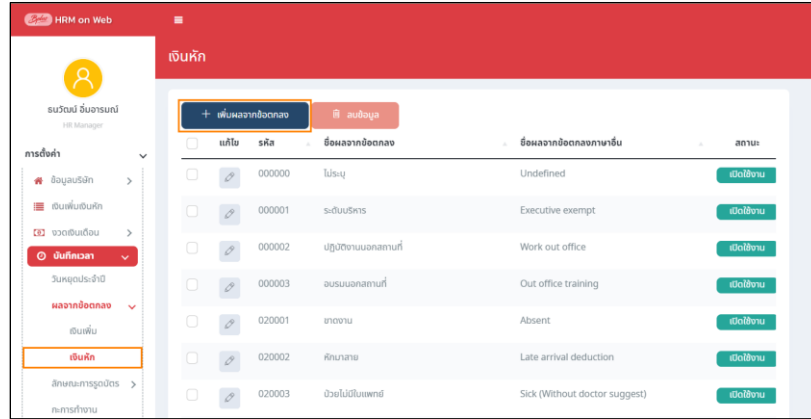 HRM on Web
เงินหัก
ธนวัฒน์ อิ่มอารมณ์
HR Manager
การตั้งค่า
ข้อมูลบริษัท
เงินเพิ่มเงินหัก
งวดเงินเดือน
บันทึกเวลา
วันหยุดประจำปี
ผลจากข้อตกลง
เงินเพิ่ม
เงินหัก
ลักษณะการรูดบัตร
กะการทำงาน
+ เพิ่มผลจากข้อตกลง ลบข้อมูล
แก้ไข รหัส ชื่อผลจากข้อตกลง ชื่อผลจากข้อตกลงภาษาอื่น สถานะ
000000 ไม่ระบุ Undefined เปิดใช้งาน
000001 ระดับบริหาร Executive exempt เปิดใช้งาน
000002 ปฏิบัติงานนอกสถานที่ Work out office เปิดใช้งาน
000003 อบรมนอกสถานที่ Out office training เปิดใช้งาน
020001 ขาดงาน Absent เปิดใช้งาน
020002 หักมาสาย Late arrival deduction เปิดใช้งาน
020003 ป่วยไม่มีใบแพทย์ Sick (Without doctor suggest) เปิดใช้งาน